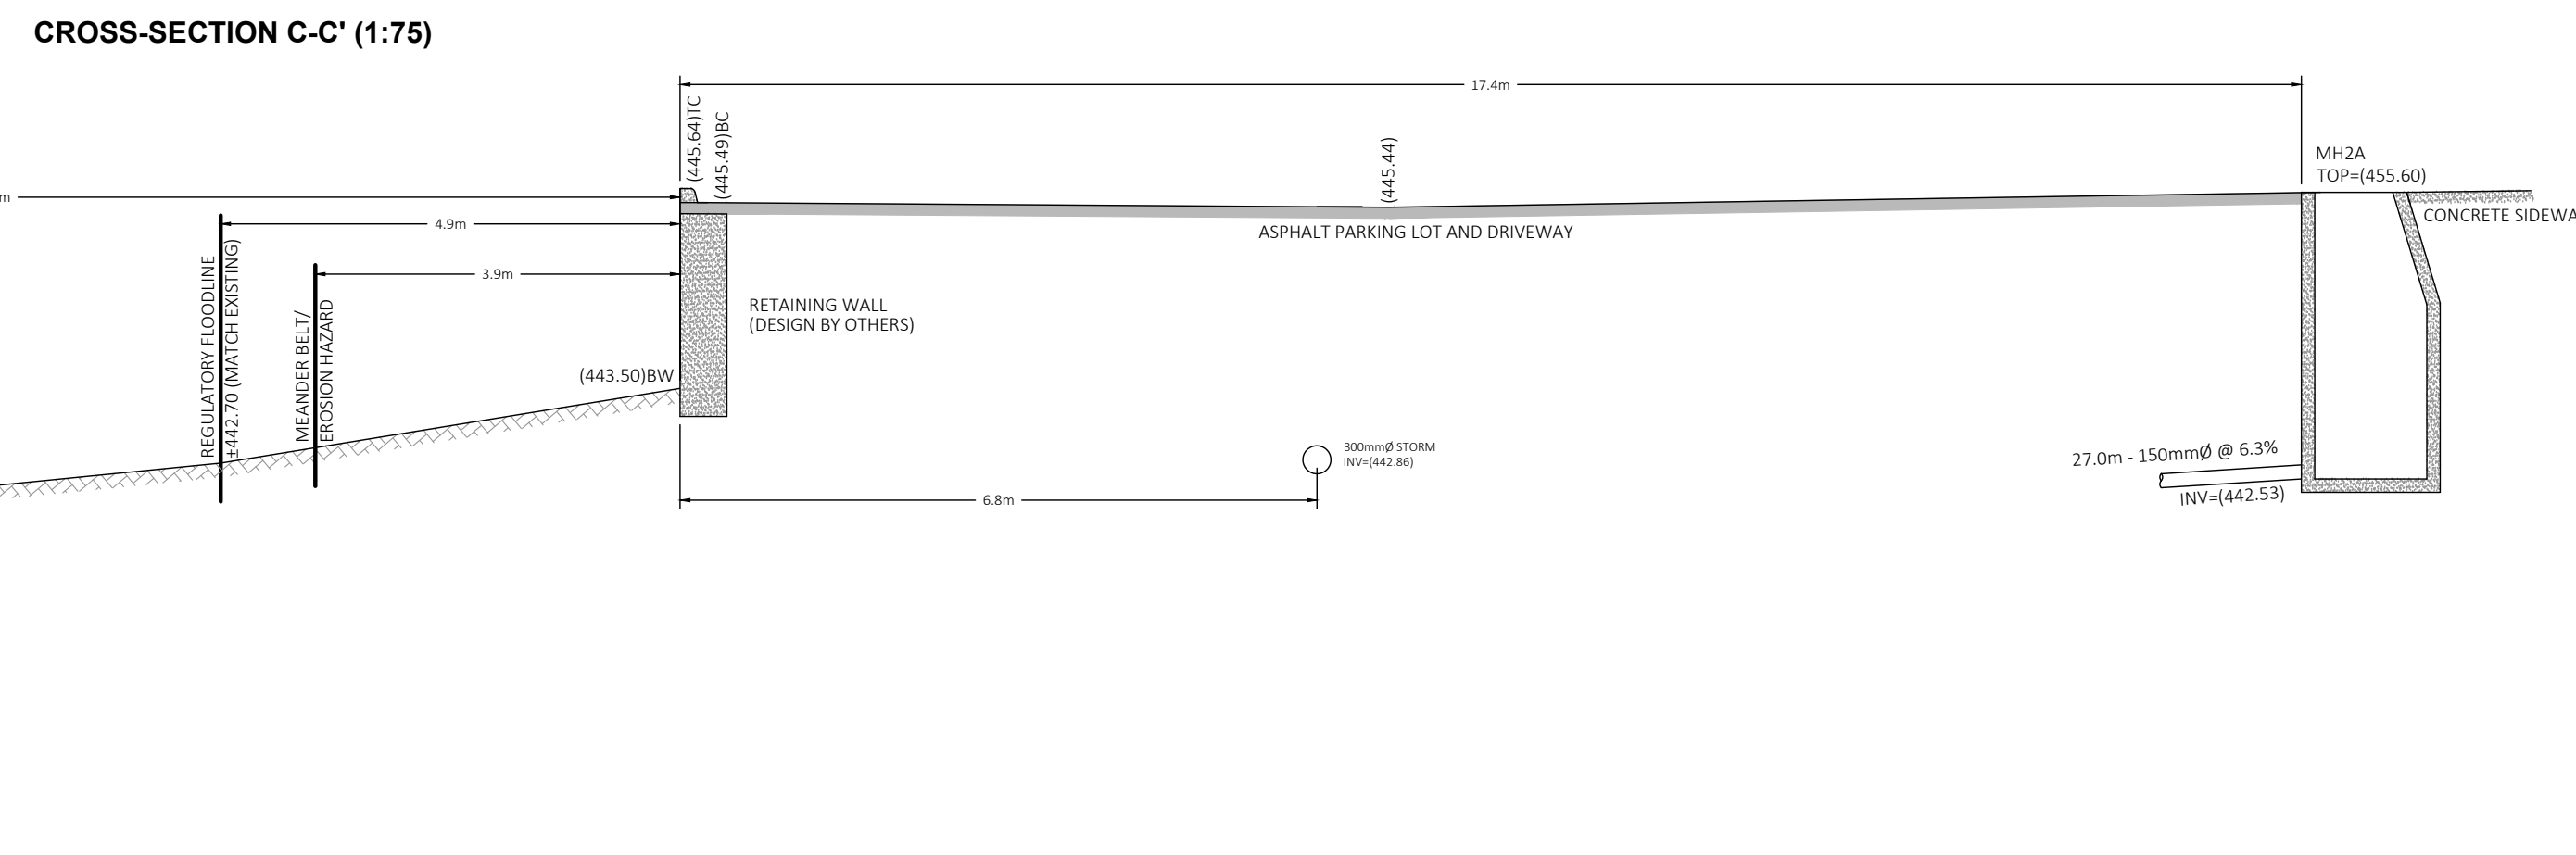 CROSS-SECTION C-C' (1:75)
17.4m
(445.64)TC
(445.49)BC
(445.44)
MH2A
TOP=(455.60)
m
4.9m
CONCRETE SIDEWA
ASPHALT PARKING LOT AND DRIVEWAY
3.9m
REGULATORY FLOODLINE
±442.70 (MATCH EXISTING)
MEANDER BELT/
EROSION HAZARD
RETAINING WALL
(DESIGN BY OTHERS)
(443.50)BW
300mmØ STORM
INV=(442.86)
27.0m - 150mmØ @ 6.3%
INV=(442.53)
6.8m